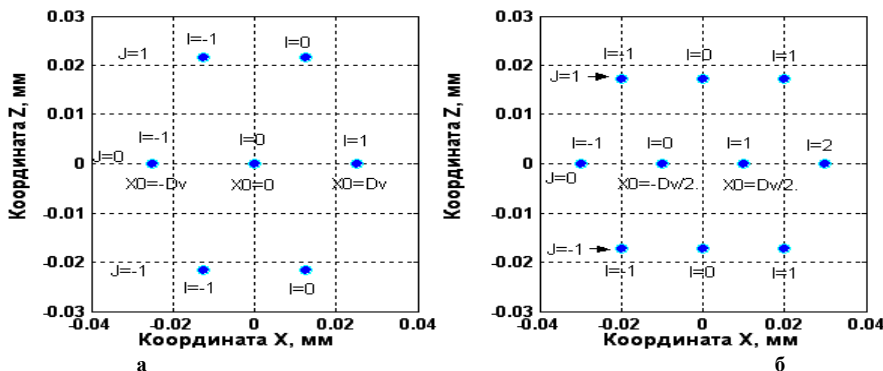 0.03
0.02
0.01
0
-0.01
-0.02
-0.03
-0.04
-0.02
0
0.02
0.04
Координата Z, мм
Координата X, мм
J=1
I=-1
I=0
J=0
I=-1
I=0
I=1
X0=-Dv
X0=0
X0=Dv
J=-1
I=-1
I=0
а
0.03
0.02
0.01
0
-0.01
-0.02
-0.03
-0.04
-0.02
0
0.02
0.04
Координата Z, мм
Координата X, мм
J=1
I=-1
I=0
I=1
J=0
I=-1
I=0
I=1
I=2
X0=-Dv/2.
X0=Dv/2.
J=-1
I=-1
I=0
I=1
б